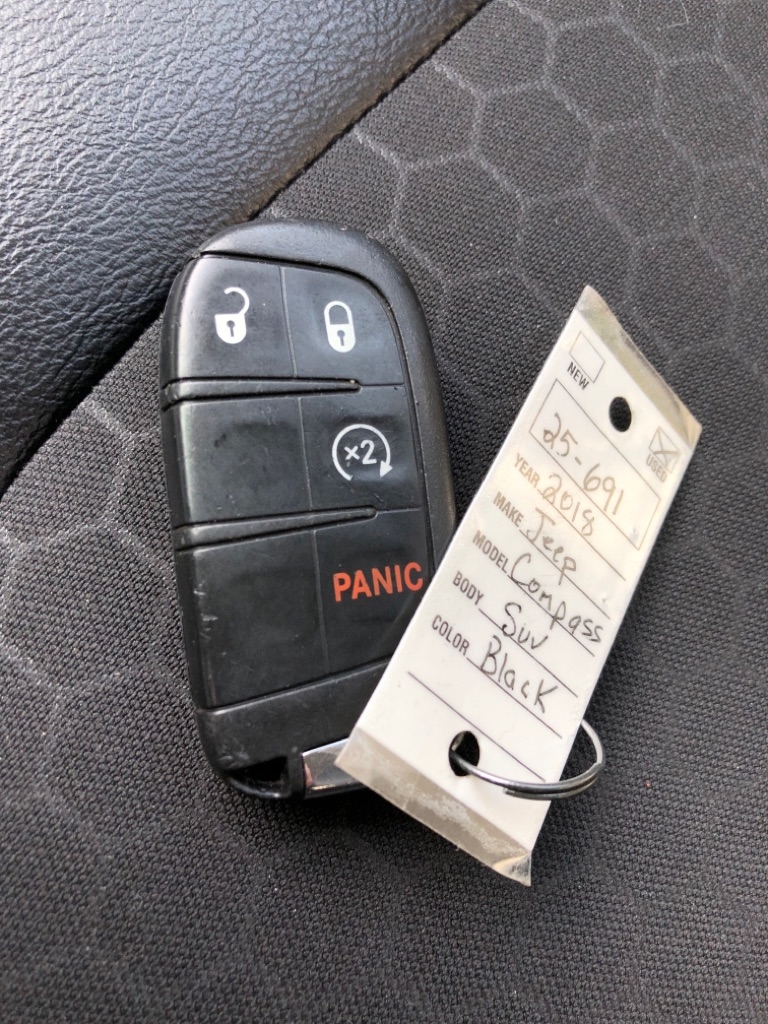 ×2
PANIC
NEW
USED
25-691
YEAR 2018
MAKE Jeep
MODEL Compass
BODY Suv
COLOR Black